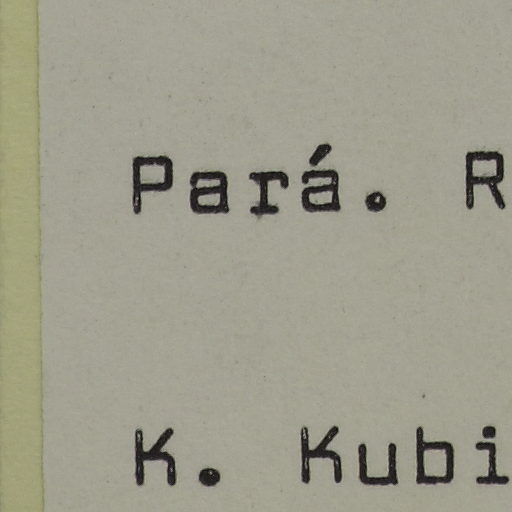 Pará. R
K. Kubi